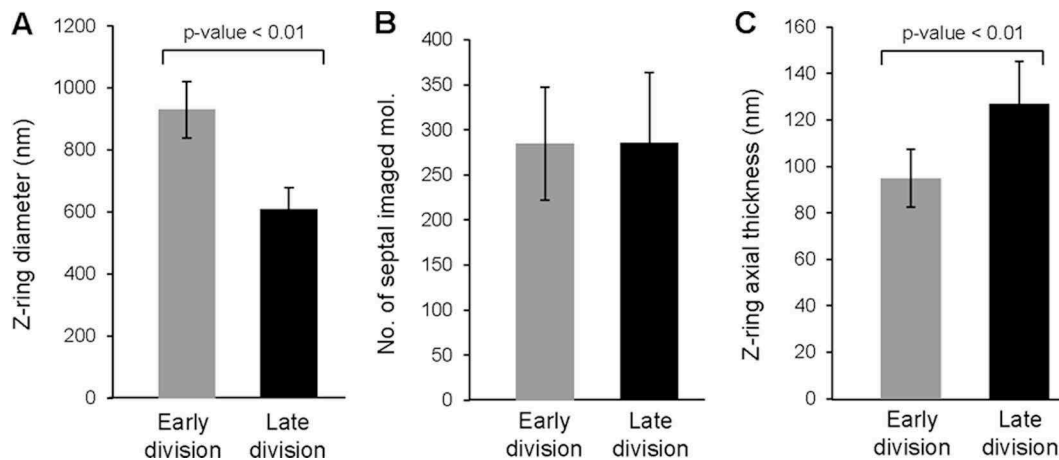 A
Z-ring diameter (nm)
1200
1000
800
600
400
200
0
p-value < 0.01
Early
division
Late
division
B
No. of septal imaged mol.
400
350
300
250
200
150
100
50
0
Early
division
Late
division
C
Z-ring axial thickness (nm)
160
140
120
100
80
60
40
20
0
p-value < 0.01
Early
division
Late
division